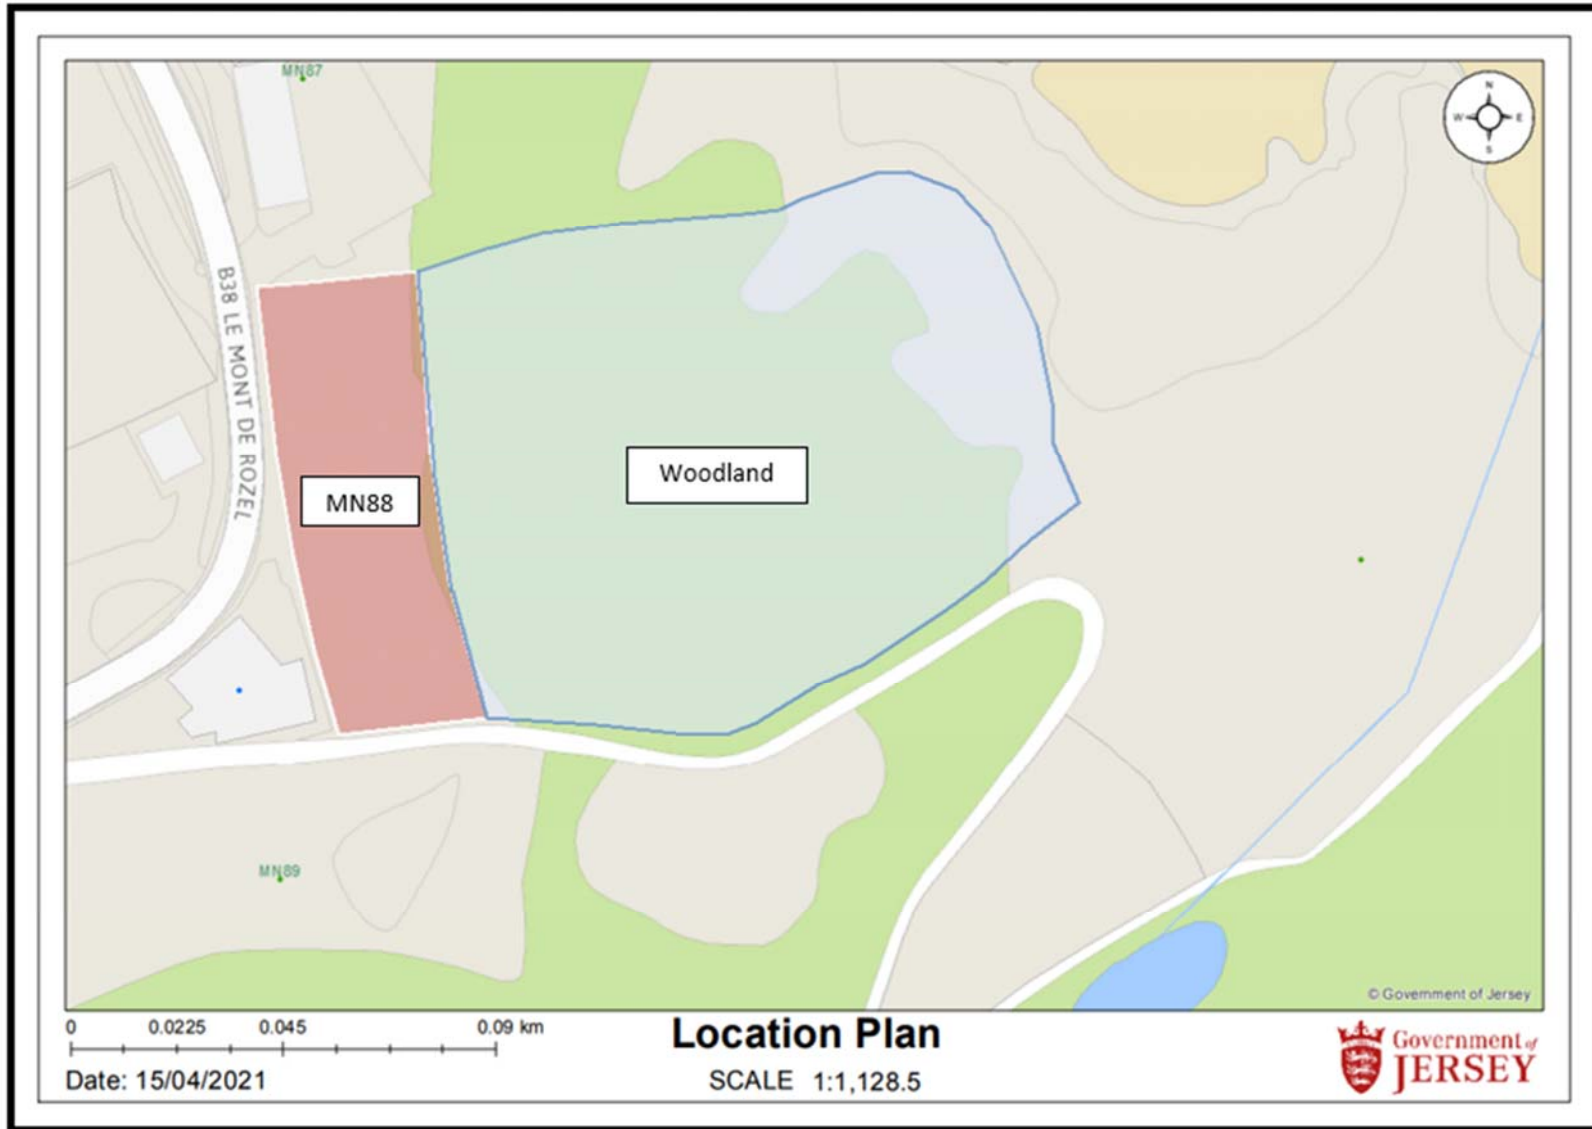 MN87
N
W E
S
B38 LE MONT DE ROZEL
Woodland
MN88
MN89
© Government of Jersey
0 0.0225 0.045 0.09 km
Location Plan
Date: 15/04/2021
SCALE 1:1,128.5
Government of
JERSEY